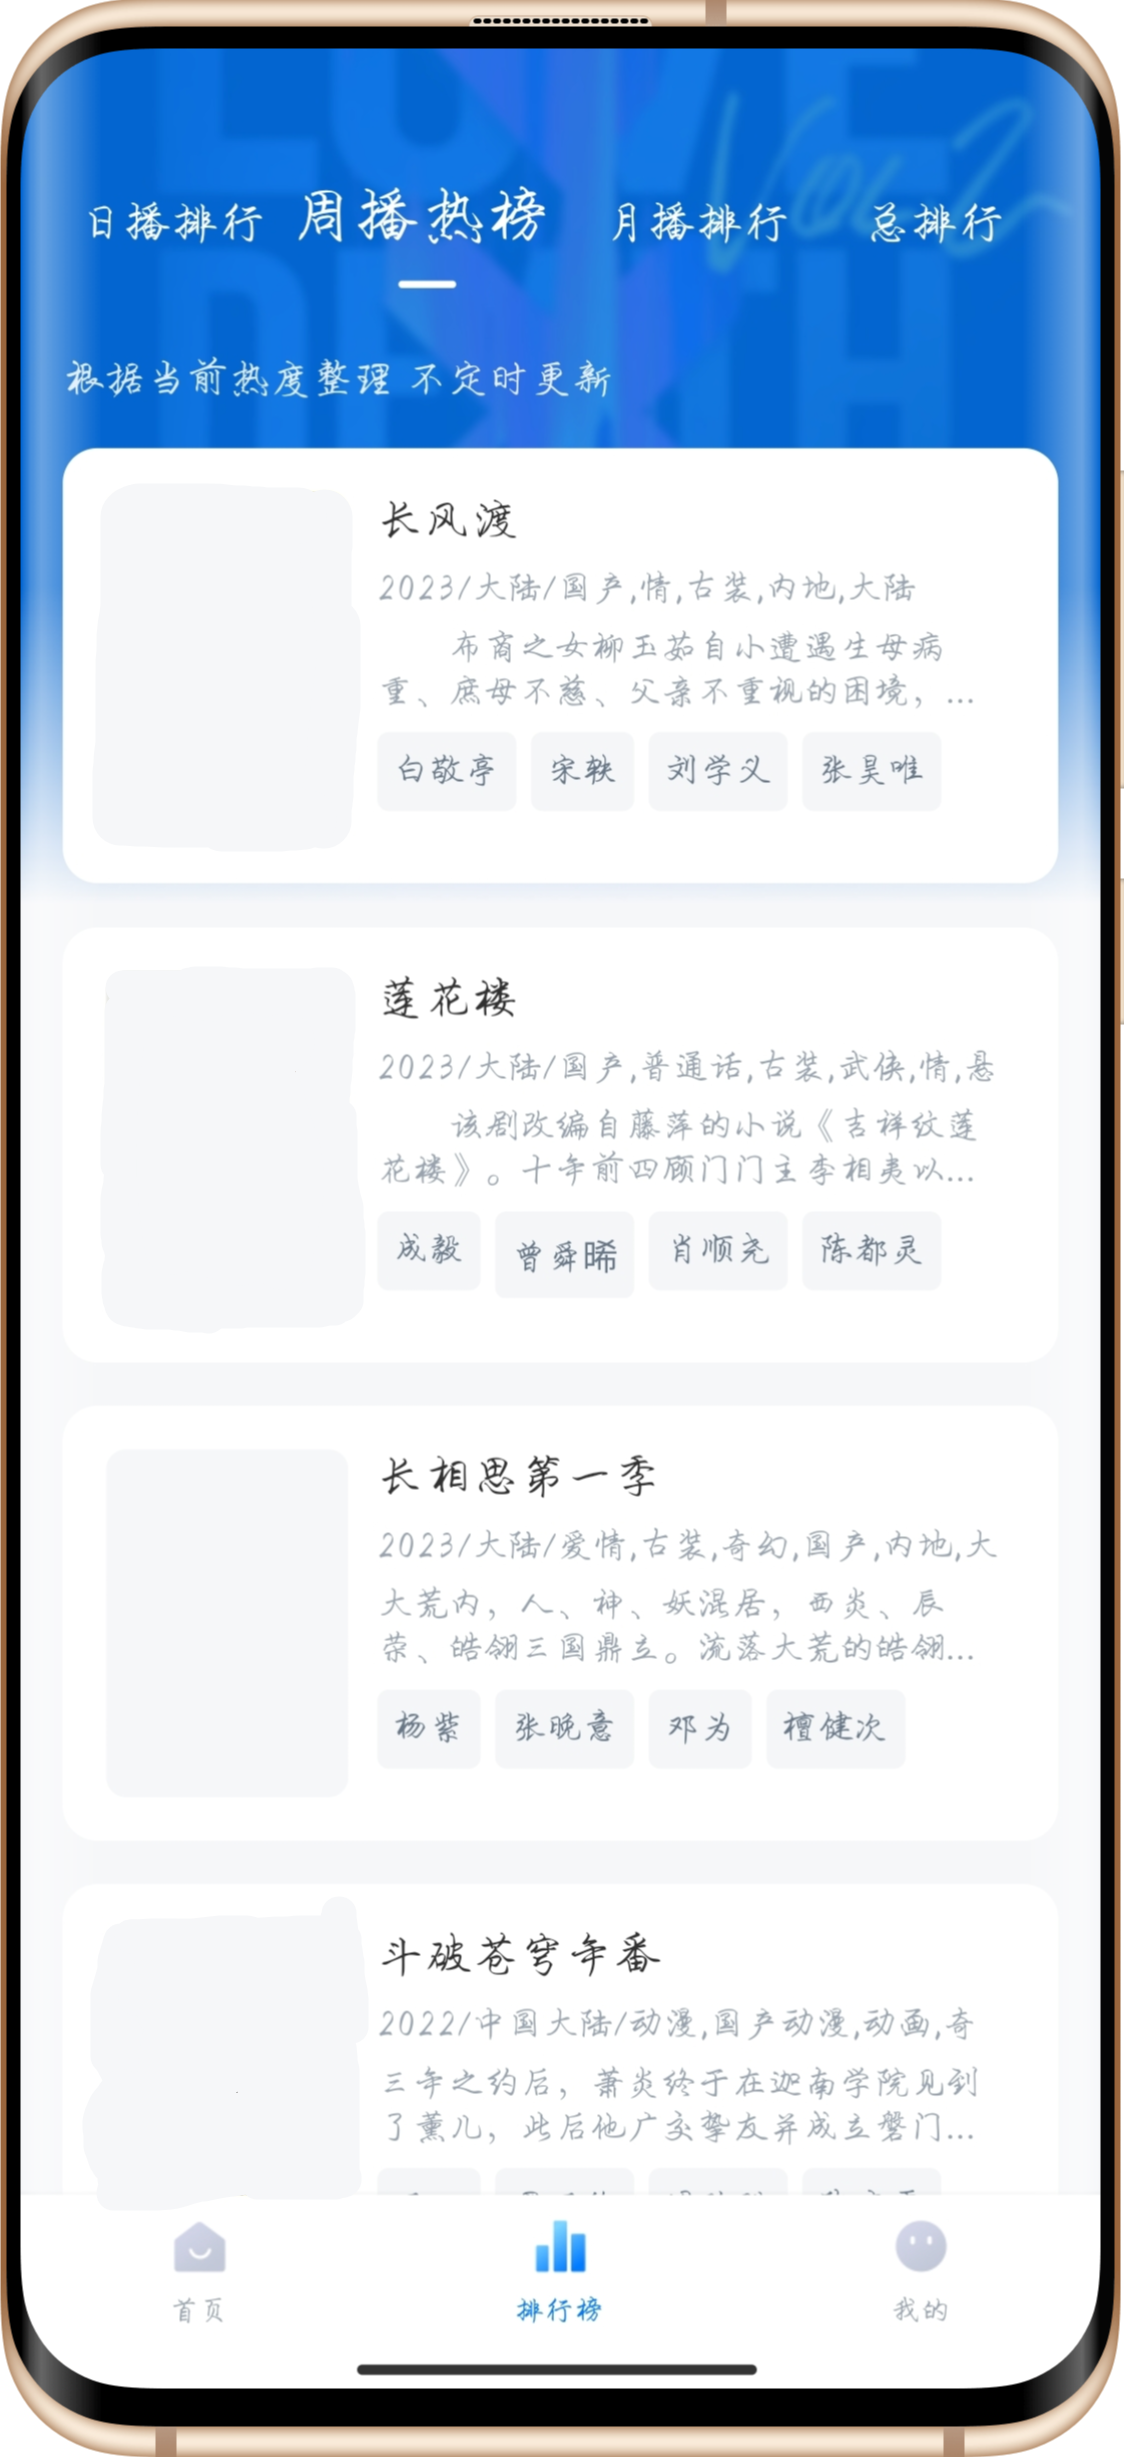 LOVE
Vol 2
DEATH
日播排行 周播热榜 月播排行 总排行
根据当前热度整理 不定时更新
长风渡
2023/大陆/国产,情,古装,内地,大陆
布商之女柳玉茹自小遭遇生母病
重、庶母不慈、父亲不重视的困境，...
白敬亭 宋轶 刘学义 张昊唯
莲花楼
2023/大陆/国产,普通话,古装,武侠,情,悬
该剧改编自藤萍的小说《吉祥纹莲
花楼》。十年前四顾门门主李相夷以...
成毅 曾舜晞 肖顺尧 陈都灵
长相思第一季
2023/大陆/爱情,古装,奇幻,国产,内地,大
大荒内，人、神、妖混居，西炎、辰
荣、皓翎三国鼎立。流落大荒的皓翎...
杨紫 张晚意 邓为 檀健次
斗破苍穹年番
2022/中国大陆/动漫,国产动漫,动画,奇
三年之约后，萧炎终于在迦南学院见到
了薰儿，此后他广交挚友并成立磐门...
首页 排行榜 我的